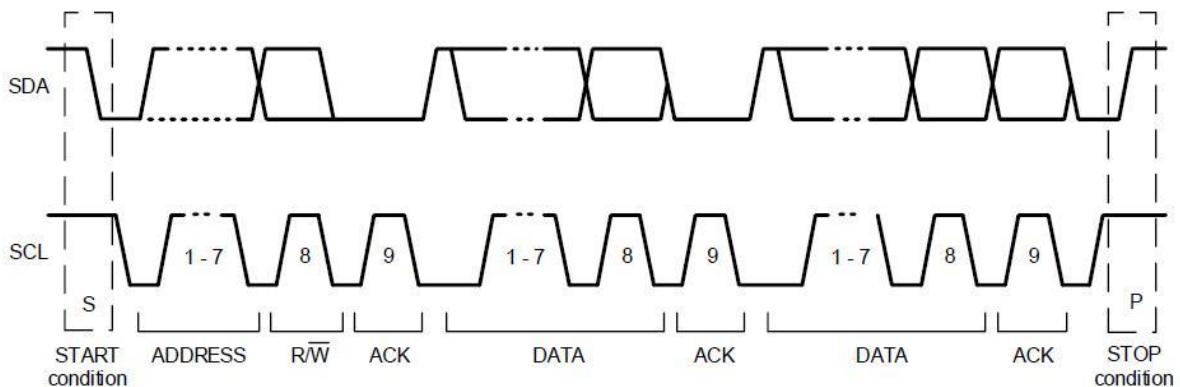 SDA
SCL
1 - 7 8 9 1 - 7 8 9 1 - 7 8 9
S P
START condition ADDRESS R/W̅ ACK DATA ACK DATA ACK STOP condition